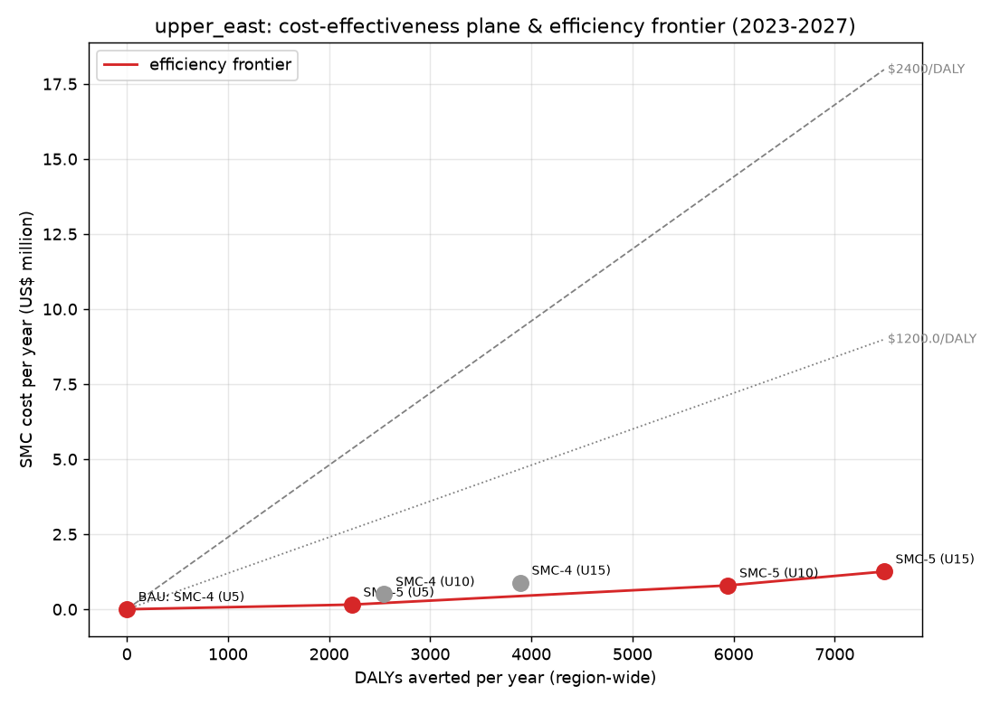 upper_east: cost-effectiveness plane & efficiency frontier (2023-2027)
efficiency frontier
$2400/DALY
$1200.0/DALY
17.5
15.0
12.5
10.0
7.5
5.0
2.5
0.0
SMC cost per year (US$ million)
BAU: SMC-4 (U5)
SMC-5 (U5)
SMC-4 (U10)
SMC-4 (U15)
SMC-5 (U10)
SMC-5 (U15)
0 1000 2000 3000 4000 5000 6000 7000
DALYs averted per year (region-wide)